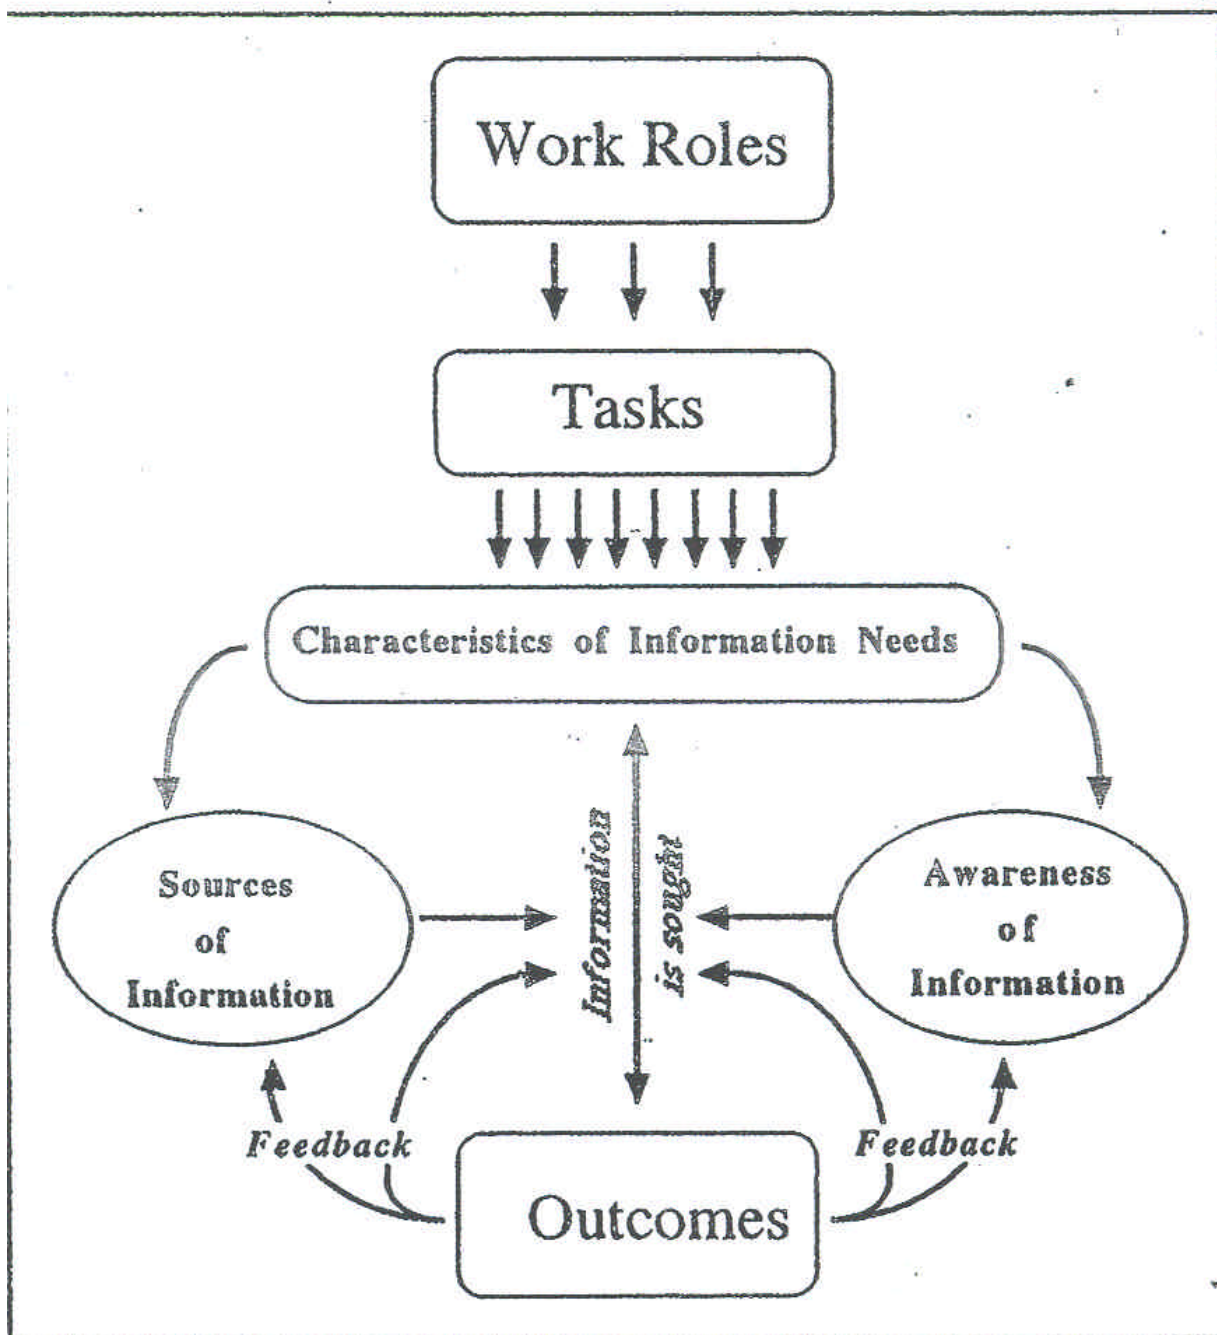 Work Roles
Tasks
Characteristics of Information Needs
Sources
of
Information
Information
is sought
Awareness
of
Information
Feedback
Feedback
Outcomes